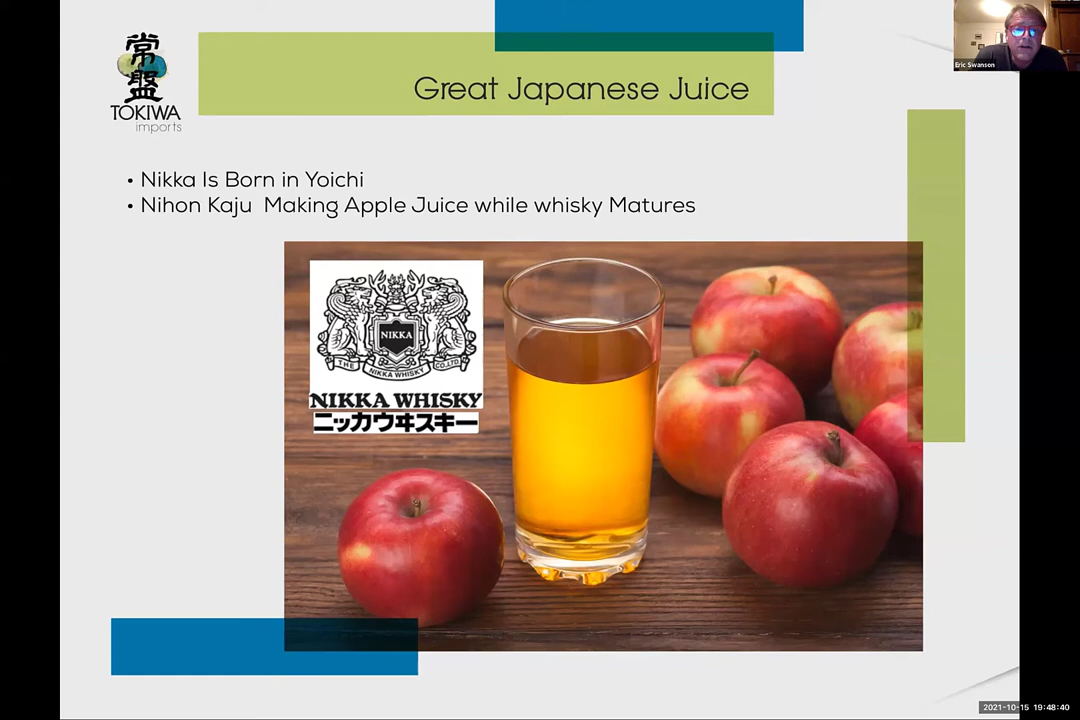 常
盤
TOKIWA
imports
Great Japanese Juice
Eric Swanson
• Nikka Is Born in Yoichi
• Nihon Kaju  Making Apple Juice while whisky Matures
NIKKA
THE NIKKA WHISKY CO.,LTD
NIKKA WHISKY
ニッカウヰスキー
2021-10-15 19:48:40